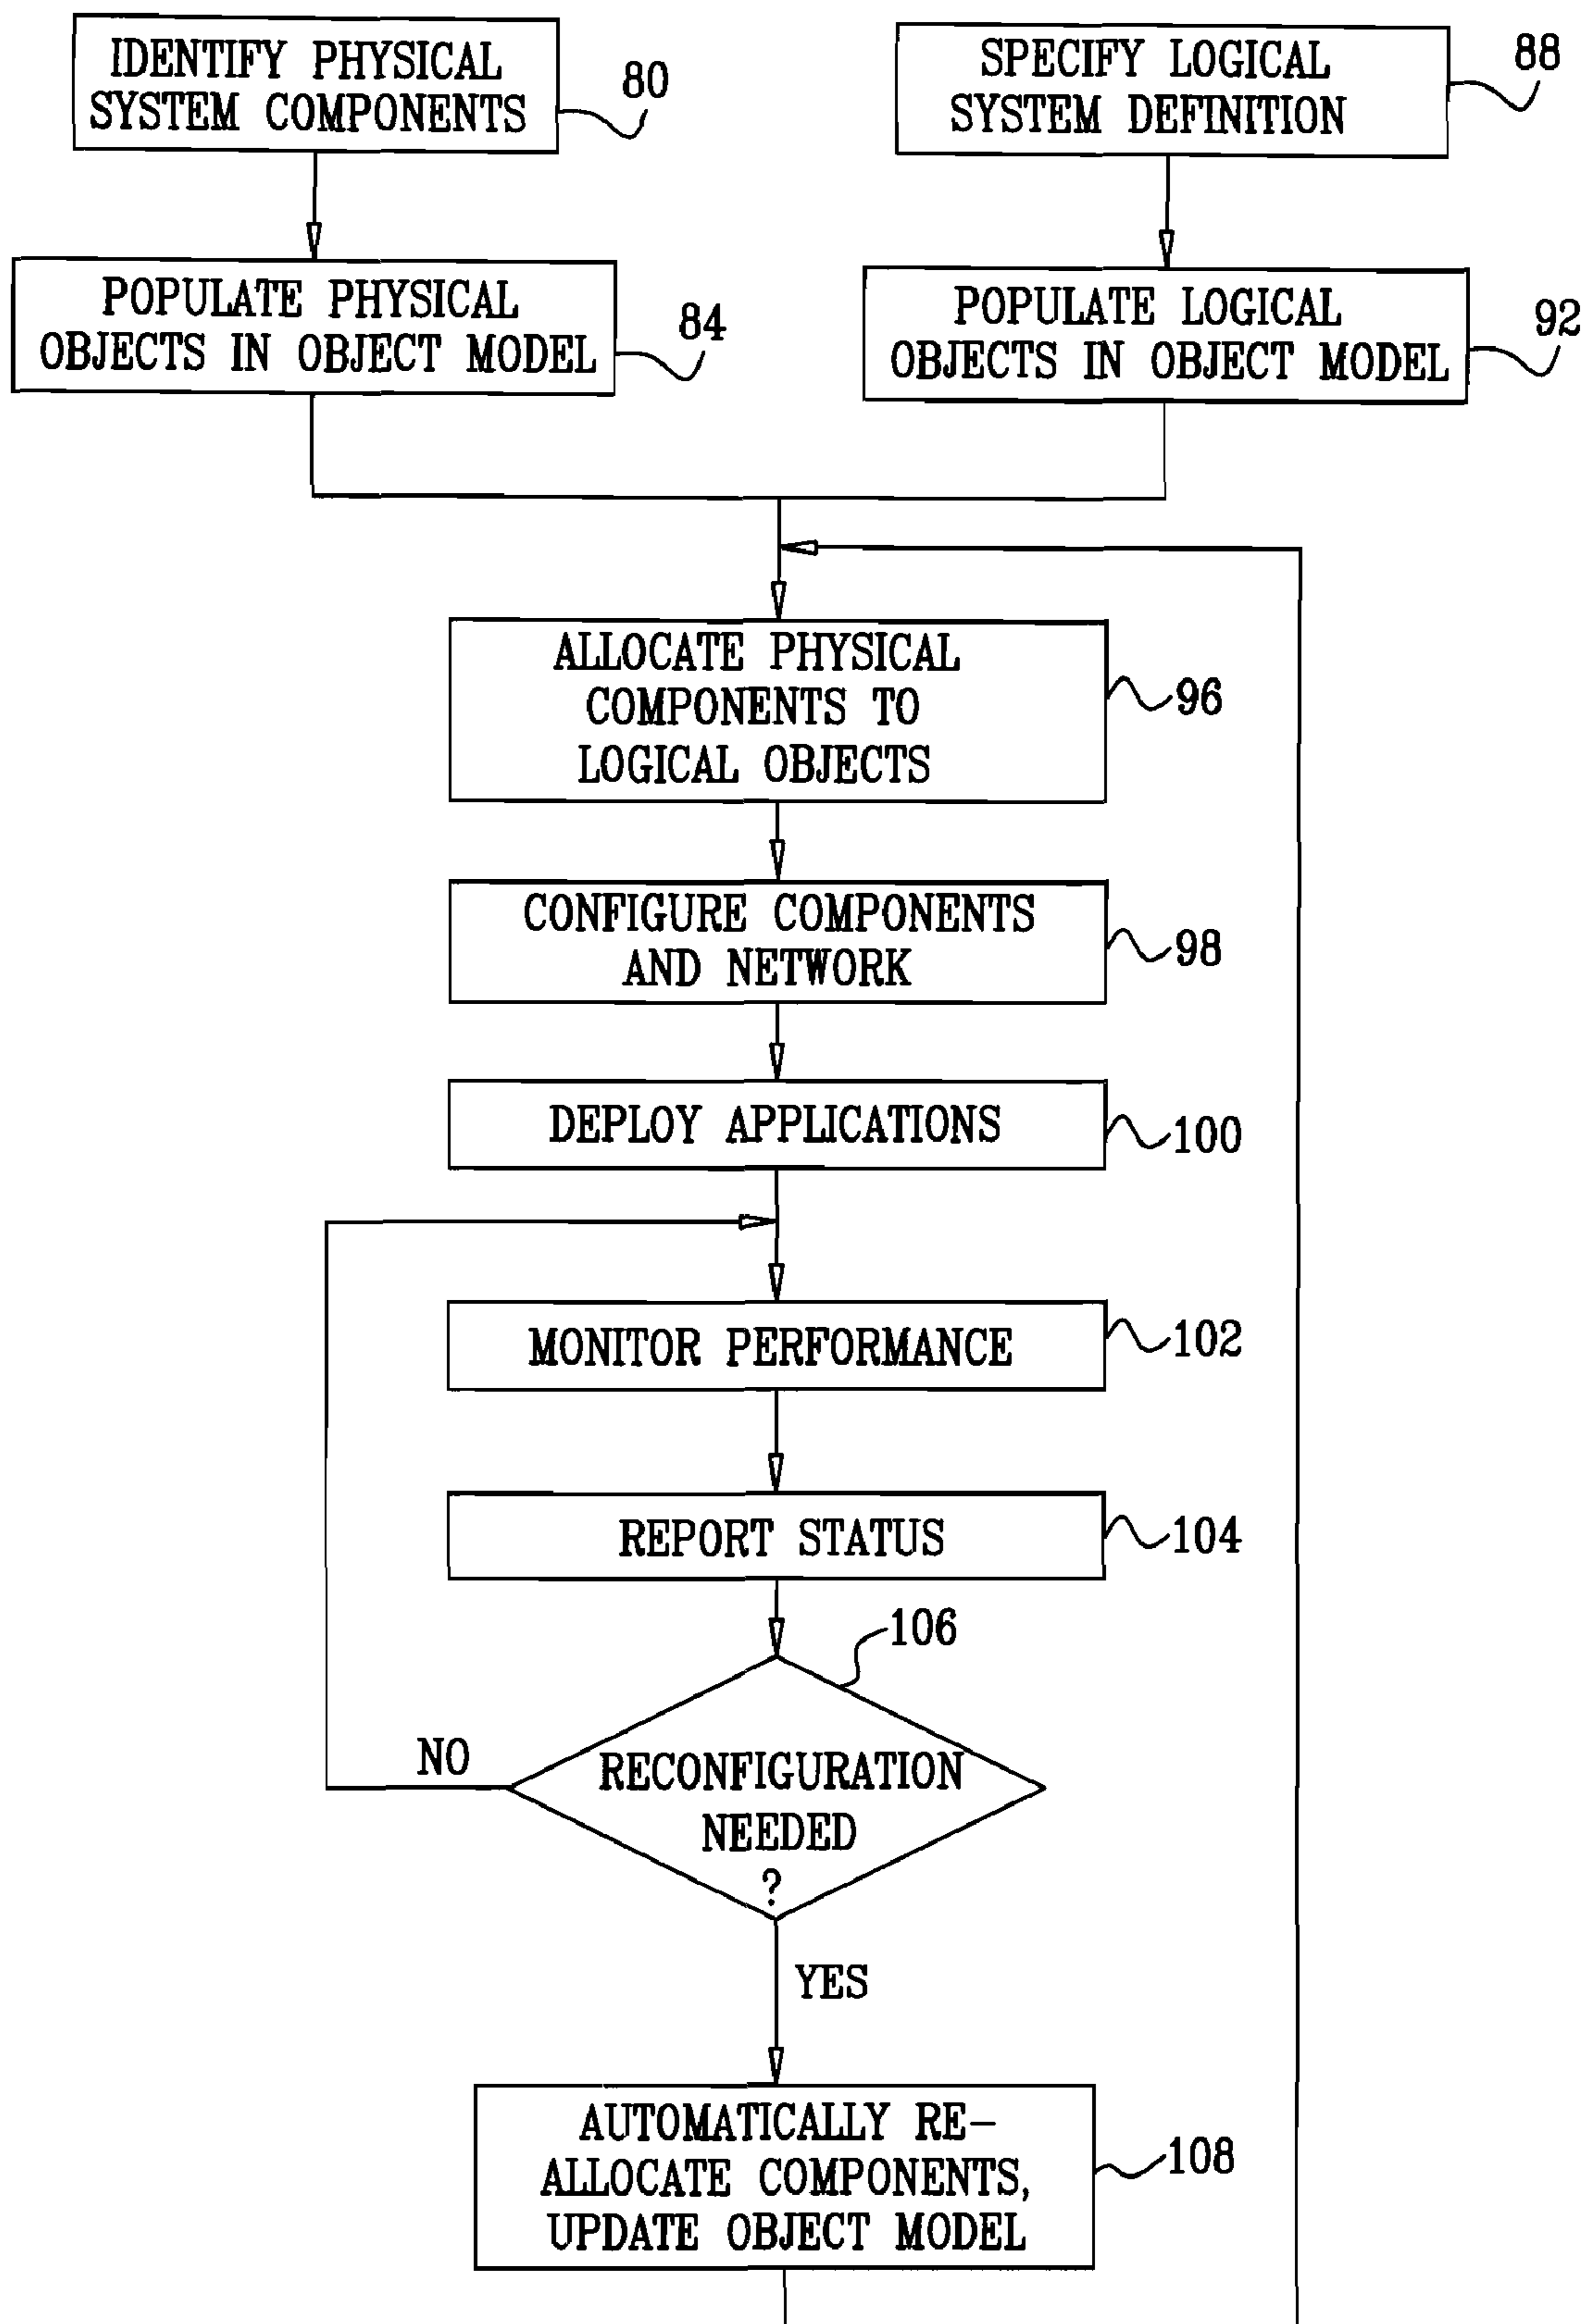 IDENTIFY PHYSICAL
SYSTEM COMPONENTS
80
SPECIFY LOGICAL
SYSTEM DEFINITION
88
POPULATE PHYSICAL
OBJECTS IN OBJECT MODEL
84
POPULATE LOGICAL
OBJECTS IN OBJECT MODEL
92
ALLOCATE PHYSICAL
COMPONENTS TO
LOGICAL OBJECTS
96
CONFIGURE COMPONENTS
AND NETWORK
98
DEPLOY APPLICATIONS
100
MONITOR PERFORMANCE
102
REPORT STATUS
104
106
RECONFIGURATION
NEEDED
?
NO
YES
AUTOMATICALLY RE-
ALLOCATE COMPONENTS,
UPDATE OBJECT MODEL
108